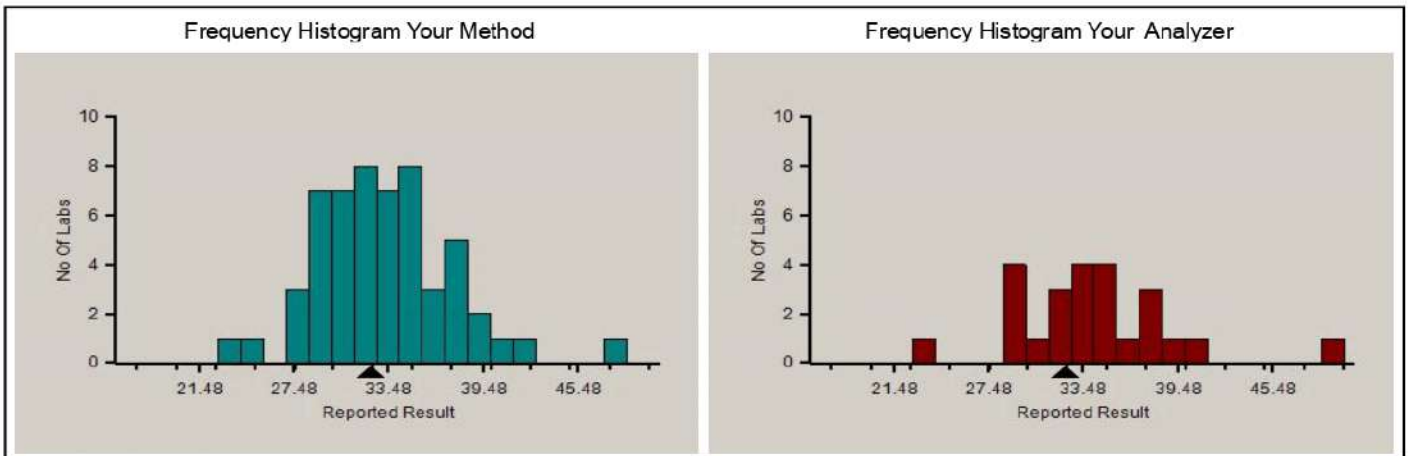 Frequency Histogram Your Method
10
8
6
4
2
0
No Of Labs
21.48 27.48 33.48 39.48 45.48
Reported Result
Frequency Histogram Your Analyzer
10
8
6
4
2
0
No Of Labs
21.48 27.48 33.48 39.48 45.48
Reported Result